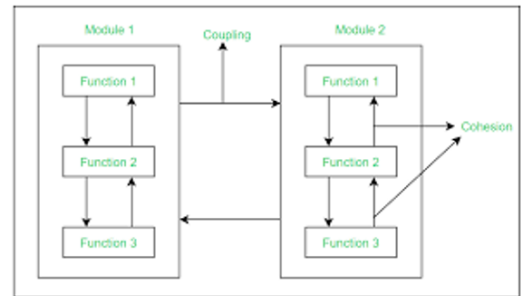 Module 1
Coupling
Module 2
Function 1
Function 1
Cohesion
Function 2
Function 2
Function 3
Function 3